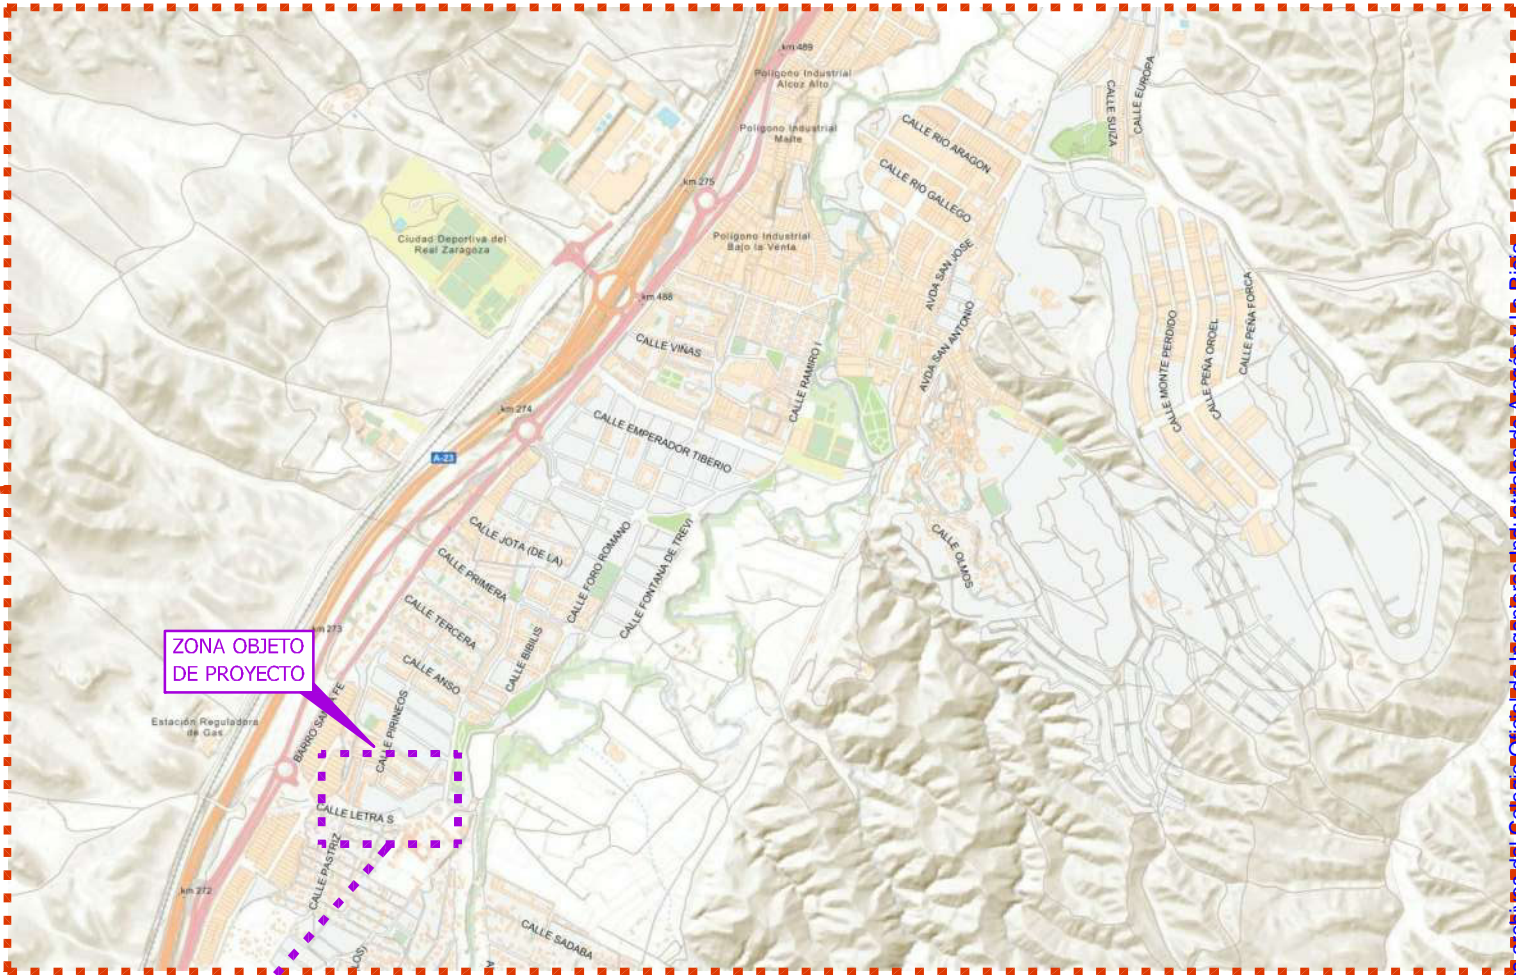 km 489
Polígono Industrial
Alcoz Alto
Polígono Industrial
Maite
CALLE SUIZA
CALLE EUROPA
CALLE RIO ARAGON
CALLE RIO GALLEGO
km 275
Ciudad Deportiva del
Real Zaragoza
Polígono Industrial
Bajo la Venta
AVDA SAN JOSE
km 488
AVDA SAN ANTONIO
CALLE VIÑAS
CALLE RAMIRO I
CALLE MONTE PERDIDO
CALLE PEÑA OROEL
CALLE PEÑA FORCA
km 274
CALLE EMPERADOR TIBERIO
A-23
CALLE JOTA (DE LA)
CALLE FORO ROMANO
CALLE FONTANA DE TREVI
CALLE OLMOS
CALLE PRIMERA
CALLE TERCERA
km 273
ZONA OBJETO
DE PROYECTO
CALLE BIBILIS
CALLE ANSO
Estación Reguladora
de Gas
BARRO SA
FE
CALLE PIRINEOS
CALLE LETRA S
CALLE PASTRIZ
km 272
CALLE SADABA
LOS)
A